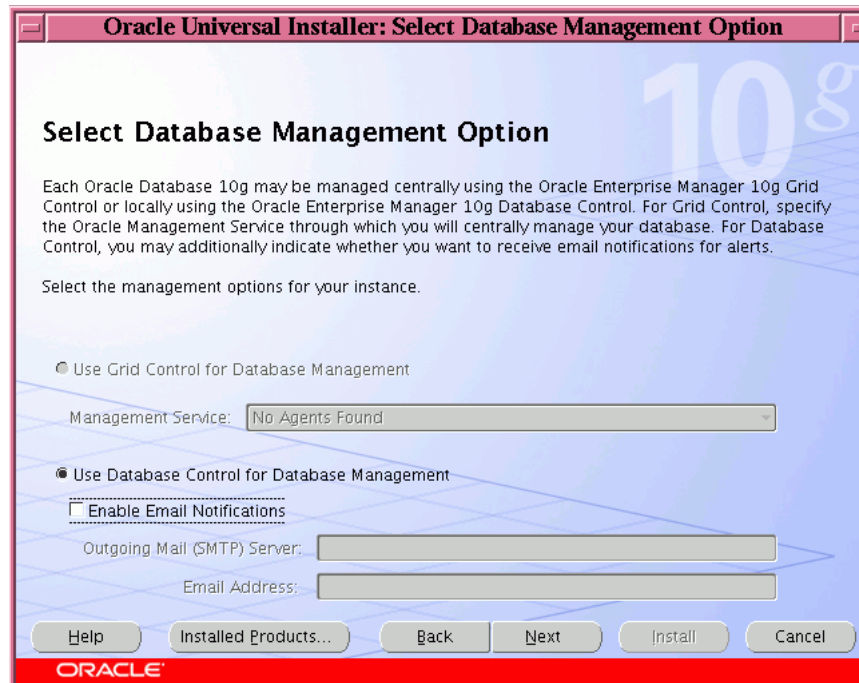 Oracle Universal Installer: Select Database Management Option
10g
Select Database Management Option
Each Oracle Database 10g may be managed centrally using the Oracle Enterprise Manager 10g Grid
Control or locally using the Oracle Enterprise Manager 10g Database Control. For Grid Control, specify
the Oracle Management Service through which you will centrally manage your database. For Database
Control, you may additionally indicate whether you want to receive email notifications for alerts.
Select the management options for your instance.
Use Grid Control for Database Management
Management Service: No Agents Found
Use Database Control for Database Management
Enable Email Notifications
Outgoing Mail (SMTP) Server:
Email Address:
Help Installed Products... Back Next Install Cancel
ORACLE